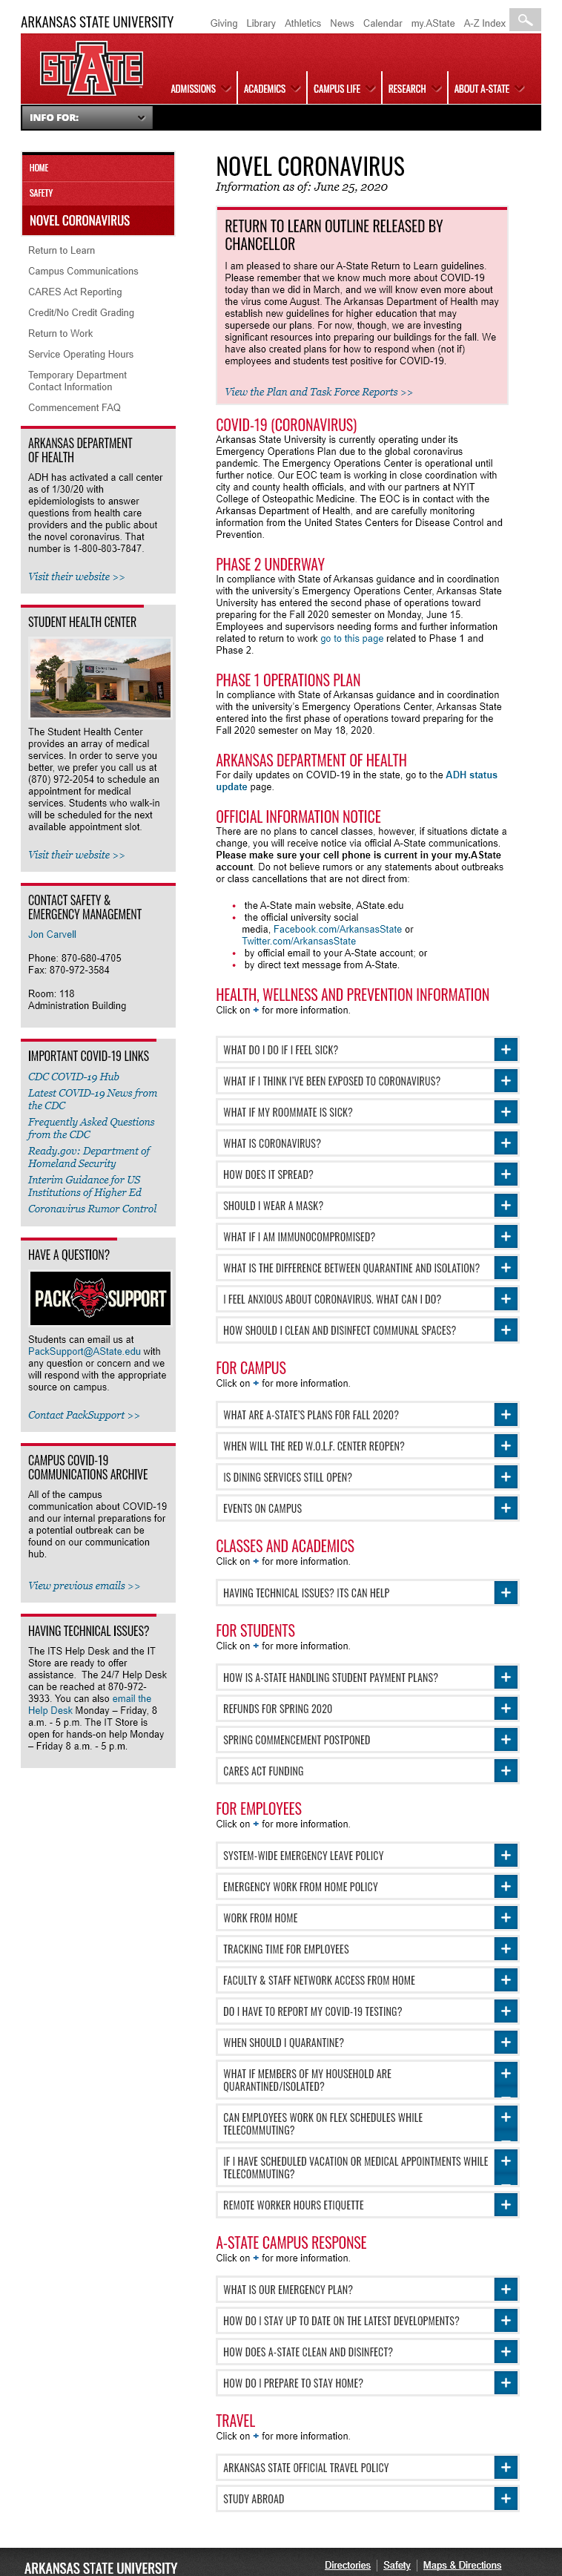 ARKANSAS STATE UNIVERSITY
Giving Library Athletics News Calendar my.AState A-Z Index
STATE
ADMISSIONS ACADEMICS CAMPUS LIFE RESEARCH ABOUT A-STATE
INFO FOR:
HOME
SAFETY
NOVEL CORONAVIRUS
Return to Learn
Campus Communications
CARES Act Reporting
Credit/No Credit Grading
Return to Work
Service Operating Hours
Temporary Department
Contact Information
Commencement FAQ
ARKANSAS DEPARTMENT
OF HEALTH
ADH has activated a call center
as of 1/30/20 with
epidemiologists to answer
questions from health care
providers and the public about
the novel coronavirus. That
number is 1-800-803-7847.
Visit their website >>
STUDENT HEALTH CENTER
The Student Health Center
provides an array of medical
services. In order to serve you
better, we prefer you call us at
(870) 972-2054 to schedule an
appointment for medical
services. Students who walk-in
will be scheduled for the next
available appointment slot.
Visit their website >>
CONTACT SAFETY &
EMERGENCY MANAGEMENT
Jon Carvell
Phone: 870-680-4705
Fax: 870-972-3584
Room: 118
Administration Building
IMPORTANT COVID-19 LINKS
CDC COVID-19 Hub
Latest COVID-19 News from
the CDC
Frequently Asked Questions
from the CDC
Ready.gov: Department of
Homeland Security
Interim Guidance for US
Institutions of Higher Ed
Coronavirus Rumor Control
HAVE A QUESTION?
PACK SUPPORT
Students can email us at
PackSupport@AState.edu with
any question or concern and we
will respond with the appropriate
source on campus.
Contact PackSupport >>
CAMPUS COVID-19
COMMUNICATIONS ARCHIVE
All of the campus
communication about COVID-19
and our internal preparations for
a potential outbreak can be
found on our communication
hub.
View previous emails >>
HAVING TECHNICAL ISSUES?
The ITS Help Desk and the IT
Store are ready to offer
assistance. The 24/7 Help Desk
can be reached at 870-972-
3933. You can also email the
Help Desk Monday – Friday, 8
a.m. - 5 p.m. The IT Store is
open for hands-on help Monday
– Friday 8 a.m. - 5 p.m.
NOVEL CORONAVIRUS
Information as of: June 25, 2020
RETURN TO LEARN OUTLINE RELEASED BY
CHANCELLOR
I am pleased to share our A-State Return to Learn guidelines.
Please remember that we know much more about COVID-19
today than we did in March, and we will know even more about
the virus come August. The Arkansas Department of Health may
establish new guidelines for higher education that may
supersede our plans. For now, though, we are investing
significant resources into preparing our buildings for the fall. We
have also created plans for how to respond when (not if)
employees and students test positive for COVID-19.
View the Plan and Task Force Reports >>
COVID-19 (CORONAVIRUS)
Arkansas State University is currently operating under its
Emergency Operations Plan due to the global coronavirus
pandemic. The Emergency Operations Center is operational until
further notice. Our EOC team is working in close coordination with
city and county health officials, and with our partners at NYIT
College of Osteopathic Medicine. The EOC is in contact with the
Arkansas Department of Health, and are carefully monitoring
information from the United States Centers for Disease Control and
Prevention.
PHASE 2 UNDERWAY
In compliance with State of Arkansas guidance and in coordination
with the university's Emergency Operations Center, Arkansas State
University has entered the second phase of operations toward
preparing for the Fall 2020 semester on Monday, June 15.
Employees and supervisors needing forms and further information
related to return to work go to this page related to Phase 1 and
Phase 2.
PHASE 1 OPERATIONS PLAN
In compliance with State of Arkansas guidance and in coordination
with the university's Emergency Operations Center, Arkansas State
entered into the first phase of operations toward preparing for the
Fall 2020 semester on May 18, 2020.
ARKANSAS DEPARTMENT OF HEALTH
For daily updates on COVID-19 in the state, go to the ADH status
update page.
OFFICIAL INFORMATION NOTICE
There are no plans to cancel classes, however, if situations dictate a
change, you will receive notice via official A-State communications.
Please make sure your cell phone is current in your my.AState
account. Do not believe rumors or any statements about outbreaks
or class cancellations that are not direct from:
• the A-State main website, AState.edu
• the official university social
media, Facebook.com/ArkansasState or
Twitter.com/ArkansasState
• by official email to your A-State account; or
• by direct text message from A-State.
HEALTH, WELLNESS AND PREVENTION INFORMATION
Click on + for more information.
WHAT DO I DO IF I FEEL SICK? +
WHAT IF I THINK I'VE BEEN EXPOSED TO CORONAVIRUS? +
WHAT IF MY ROOMMATE IS SICK? +
WHAT IS CORONAVIRUS? +
HOW DOES IT SPREAD? +
SHOULD I WEAR A MASK? +
WHAT IF I AM IMMUNOCOMPROMISED? +
WHAT IS THE DIFFERENCE BETWEEN QUARANTINE AND ISOLATION? +
I FEEL ANXIOUS ABOUT CORONAVIRUS. WHAT CAN I DO? +
HOW SHOULD I CLEAN AND DISINFECT COMMUNAL SPACES? +
FOR CAMPUS
Click on + for more information.
WHAT ARE A-STATE'S PLANS FOR FALL 2020? +
WHEN WILL THE RED W.O.L.F. CENTER REOPEN? +
IS DINING SERVICES STILL OPEN? +
EVENTS ON CAMPUS +
CLASSES AND ACADEMICS
Click on + for more information.
HAVING TECHNICAL ISSUES? ITS CAN HELP +
FOR STUDENTS
Click on + for more information.
HOW IS A-STATE HANDLING STUDENT PAYMENT PLANS? +
REFUNDS FOR SPRING 2020 +
SPRING COMMENCEMENT POSTPONED +
CARES ACT FUNDING +
FOR EMPLOYEES
Click on + for more information.
SYSTEM-WIDE EMERGENCY LEAVE POLICY +
EMERGENCY WORK FROM HOME POLICY +
WORK FROM HOME +
TRACKING TIME FOR EMPLOYEES +
FACULTY & STAFF NETWORK ACCESS FROM HOME +
DO I HAVE TO REPORT MY COVID-19 TESTING? +
WHEN SHOULD I QUARANTINE? +
WHAT IF MEMBERS OF MY HOUSEHOLD ARE +
QUARANTINED/ISOLATED?
CAN EMPLOYEES WORK ON FLEX SCHEDULES WHILE +
TELECOMMUTING?
IF I HAVE SCHEDULED VACATION OR MEDICAL APPOINTMENTS WHILE +
TELECOMMUTING?
REMOTE WORKER HOURS ETIQUETTE +
A-STATE CAMPUS RESPONSE
Click on + for more information.
WHAT IS OUR EMERGENCY PLAN? +
HOW DO I STAY UP TO DATE ON THE LATEST DEVELOPMENTS? +
HOW DOES A-STATE CLEAN AND DISINFECT? +
HOW DO I PREPARE TO STAY HOME? +
TRAVEL
Click on + for more information.
ARKANSAS STATE OFFICIAL TRAVEL POLICY +
STUDY ABROAD +
ARKANSAS STATE UNIVERSITY
Directories Safety Maps & Directions